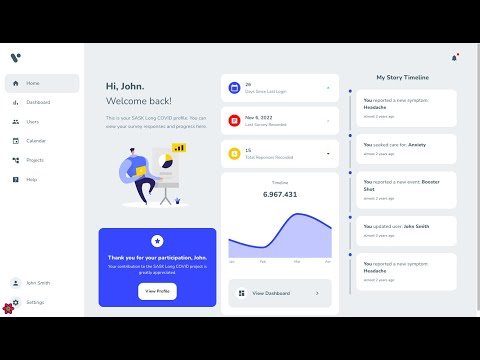 Home
Dashboard
Users
Calendar
Projects
Help
John Smith
Settings
Hi, John.
Welcome back!
This is your SASK Long COVID profile. You can
view your survey responses and progress here.
Thank you for your participation, John.
Your contribution to the SASK Long COVID project is
greatly appreciated.
View Profile
26
Days Since Last Login
Nov 6, 2022
Last Survey Recorded
15
Total Reponses Recorded
Timeline
6.967.431
Jan
Feb
Mar
Avr
View Dashboard
My Story Timeline
You reported a new symptom:
Headache
almost 2 years ago
You seeked care for: Anxiety
almost 2 years ago
You reported a new event: Booster
Shot
almost 2 years ago
You updated user: John Smith
almost 2 years ago
You reported a new symptom:
Headache
almost 2 years ago